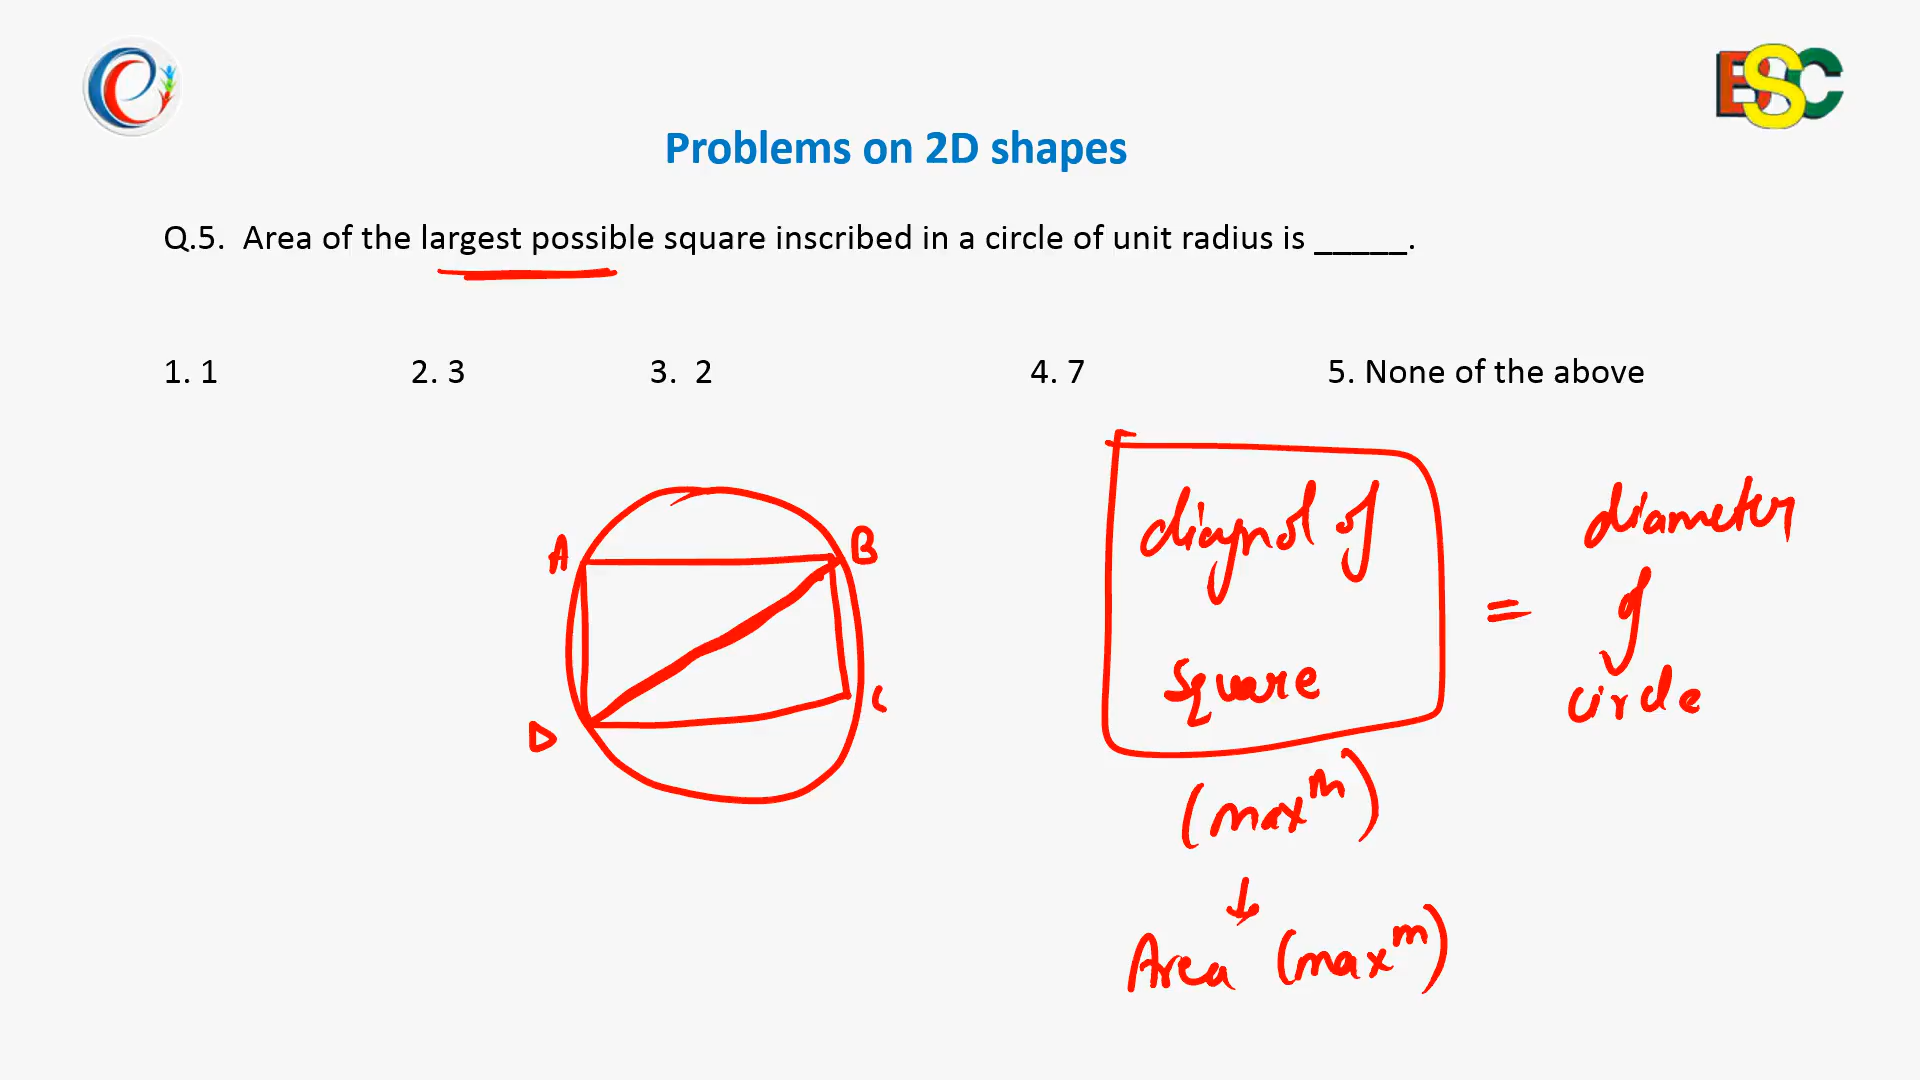 ESC
Problems on 2D shapes
Q.5. Area of the largest possible square inscribed in a circle of unit radius is _____.
1. 1 2. 3 3. 2 4. 7 5. None of the above
A B
D C
diagnol of
square
=
diameter
of
circle
(maxᵐ)
↓
Area (maxᵐ)